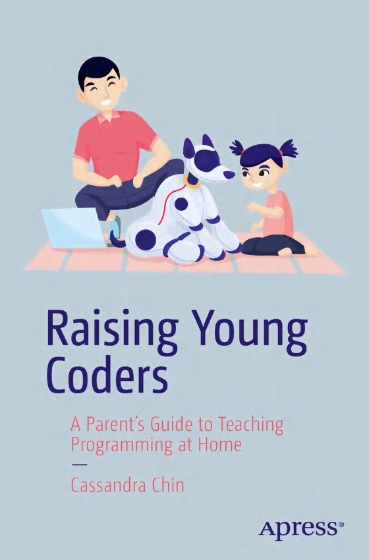 Raising Young
Coders
A Parent's Guide to Teaching
Programming at Home
Cassandra Chin
Apress®